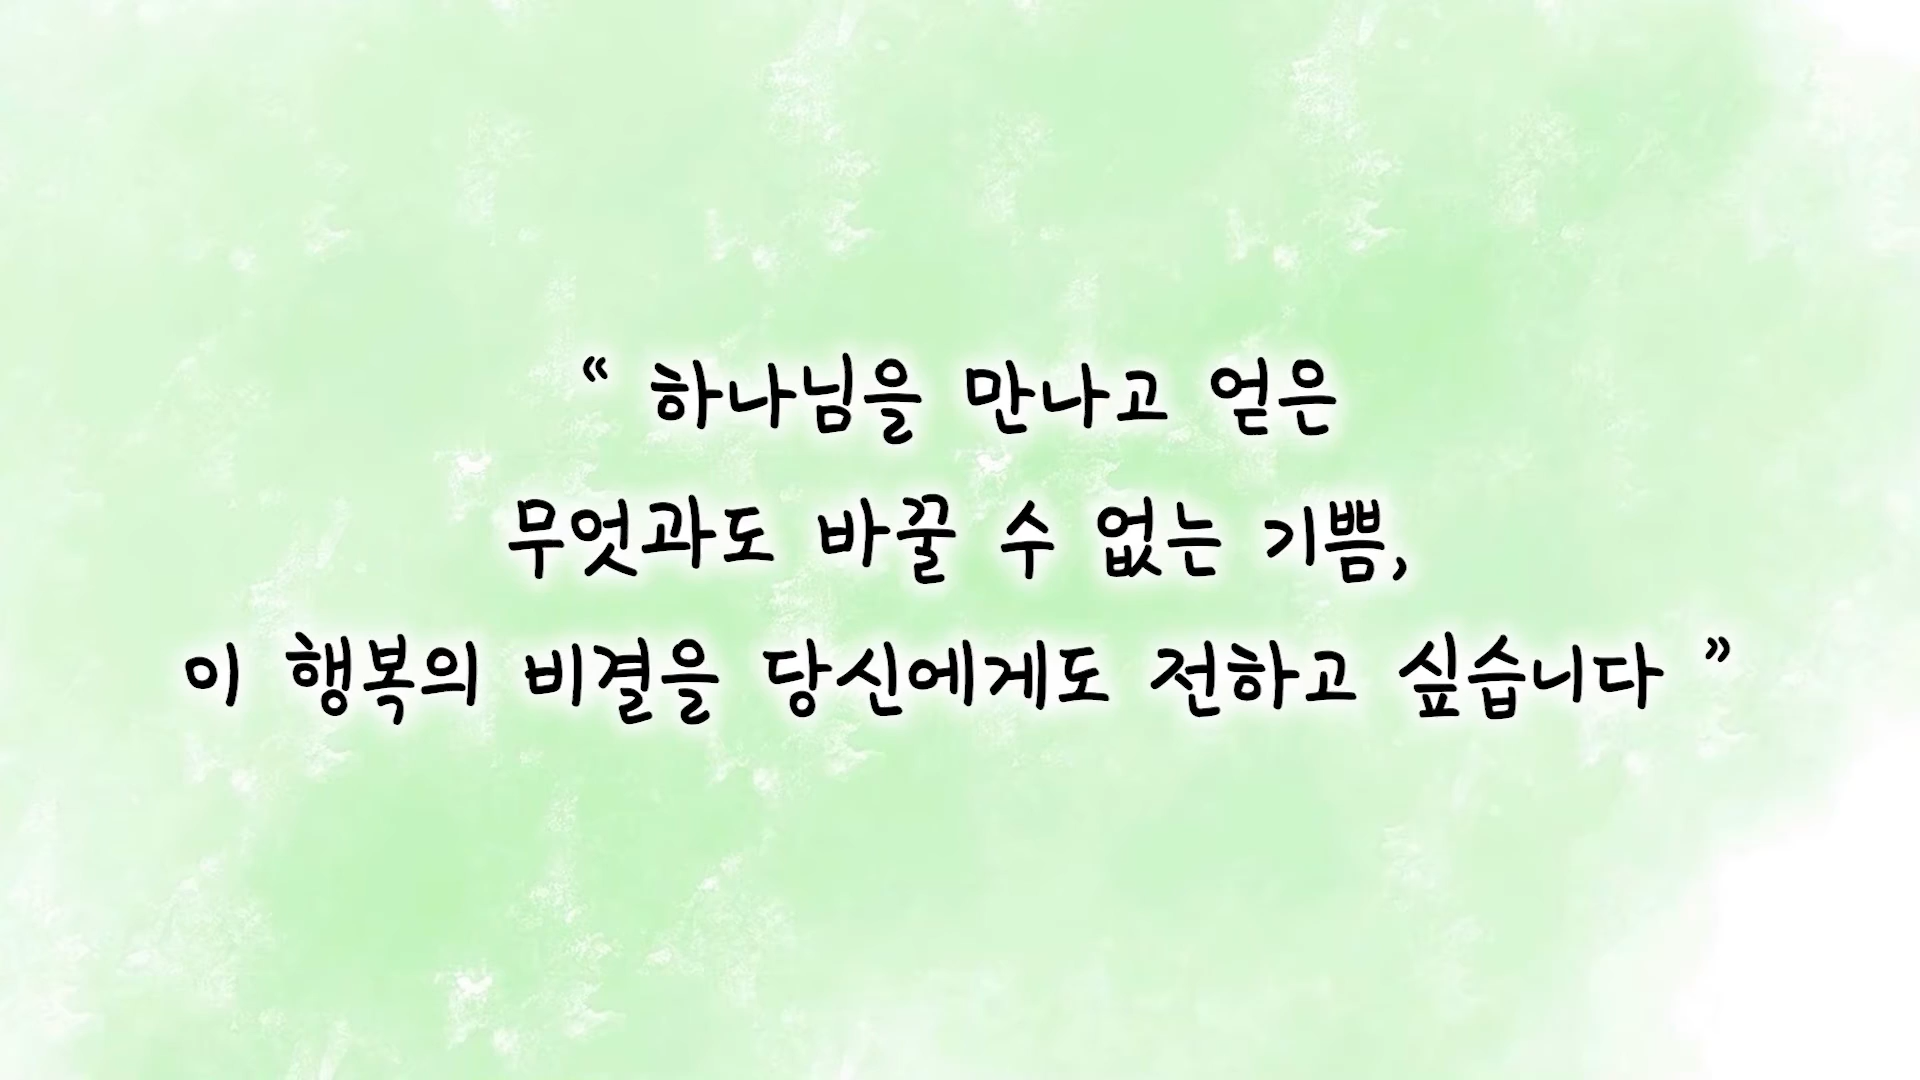 “ 하나님을 만나고 얻은
무엇과도 바꿀 수 없는 기쁨,
이 행복의 비결을 당신에게도 전하고 싶습니다 ”